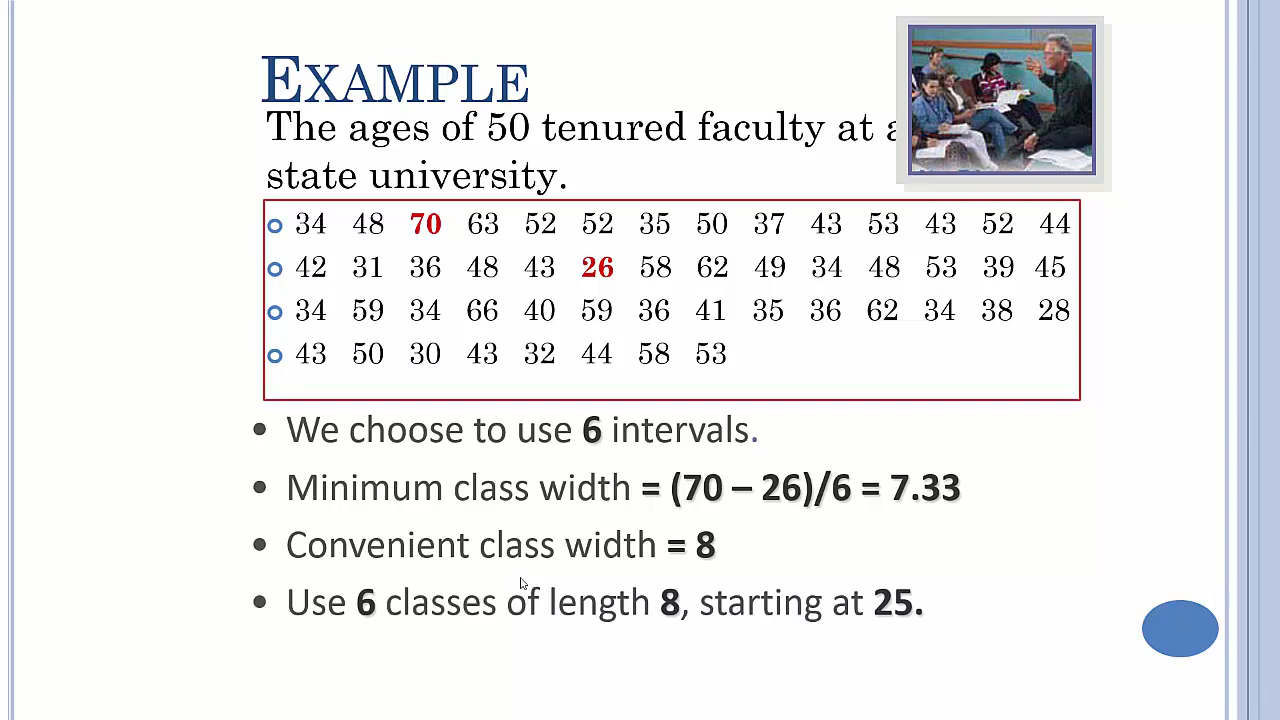 EXAMPLE
The ages of 50 tenured faculty at a
state university.
34 48 70 63 52 52 35 50 37 43 53 43 52 44
42 31 36 48 43 26 58 62 49 34 48 53 39 45
34 59 34 66 40 59 36 41 35 36 62 34 38 28
43 50 30 43 32 44 58 53
• We choose to use 6 intervals.
• Minimum class width = (70 – 26)/6 = 7.33
• Convenient class width = 8
• Use 6 classes of length 8, starting at 25.